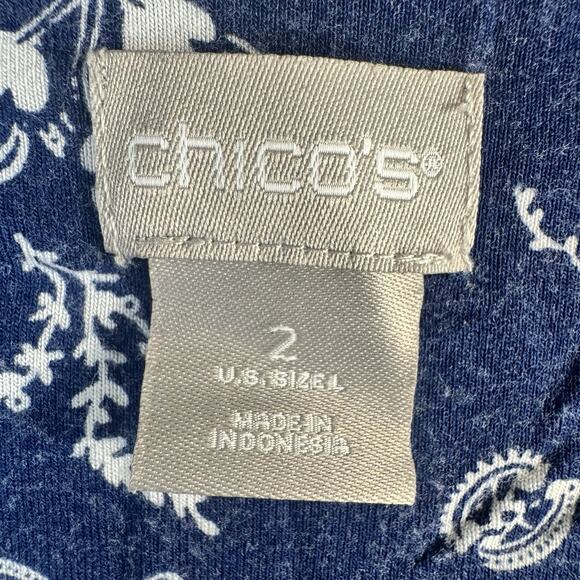 chico's®
2
U.S. SIZE L
MADE IN
INDONESIA